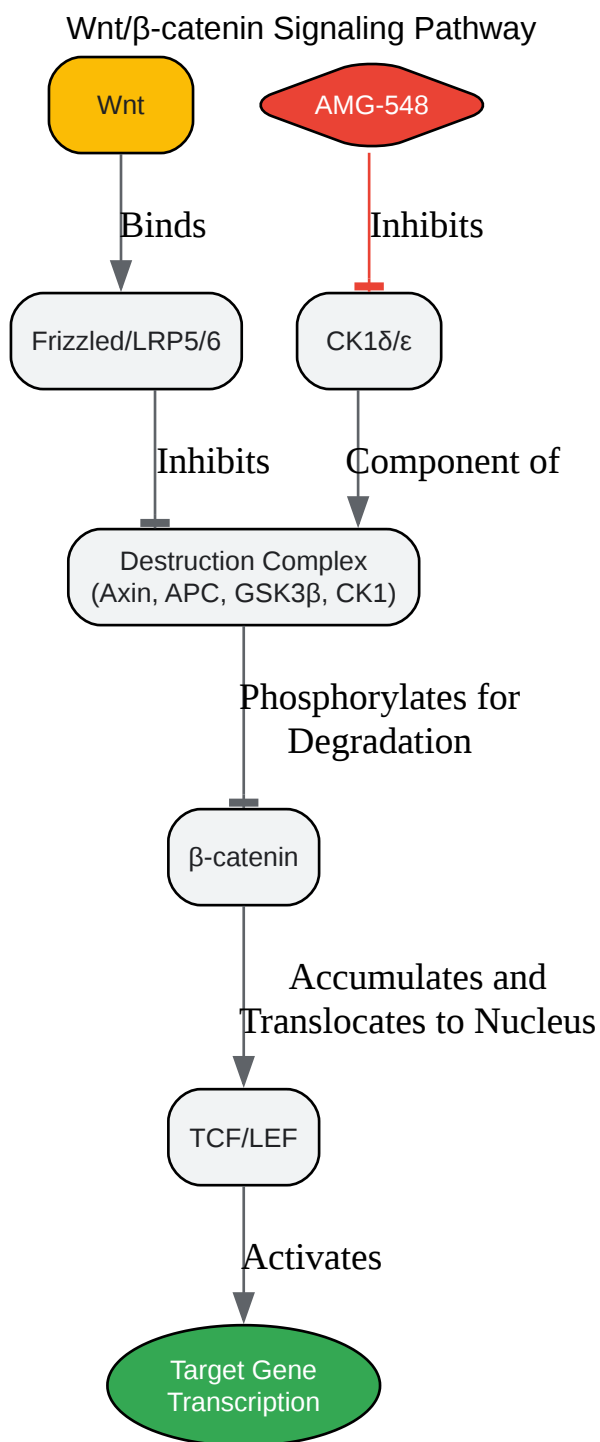 Wnt/β-catenin Signaling Pathway
Wnt
AMG-548
Binds
Inhibits
Frizzled/LRP5/6
CK1δ/ε
Inhibits
Component of
Destruction Complex
(Axin, APC, GSK3β, CK1)
Phosphorylates for
Degradation
β-catenin
Accumulates and
Translocates to Nucleus
TCF/LEF
Activates
Target Gene
Transcription